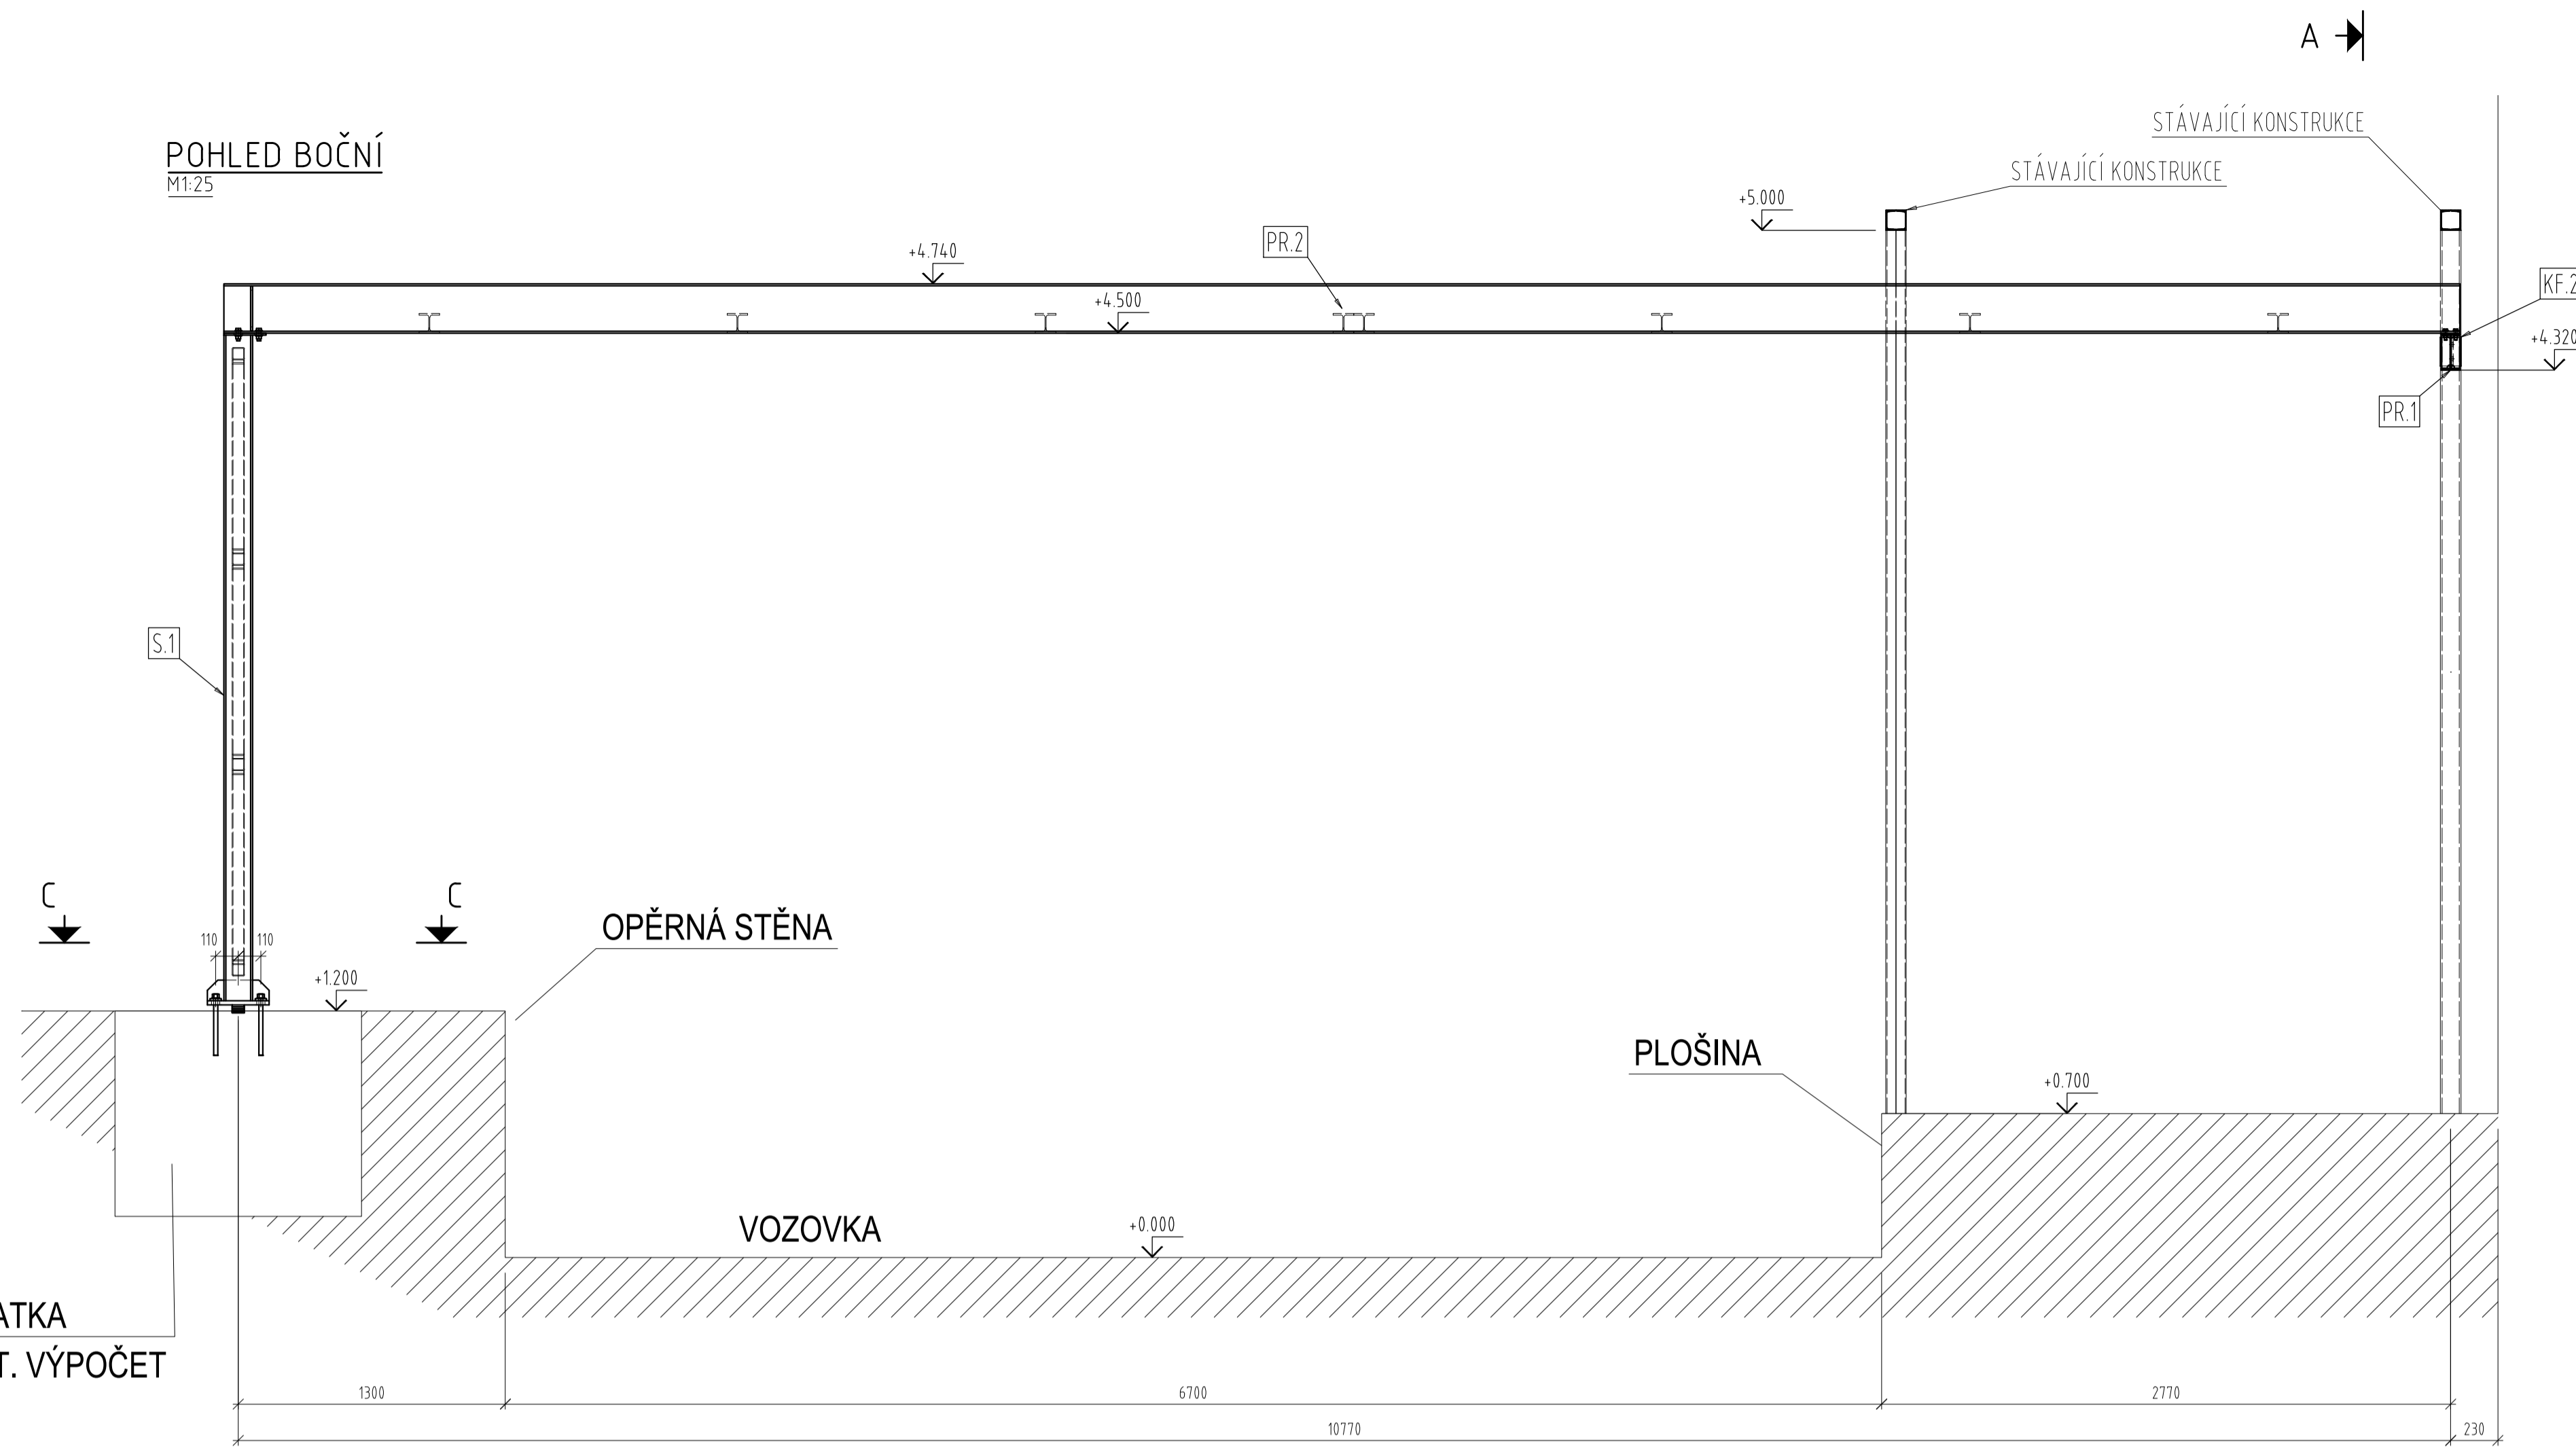 A
POHLED BOČNÍ
M1:25
STÁVAJÍCÍ KONSTRUKCE
STÁVAJÍCÍ KONSTRUKCE
+5.000
PR.2
+4.740
+4.500
KF.2
+4.320
PR.1
S.1
C
C
110
110
OPĚRNÁ STĚNA
+1.200
PLOŠINA
+0.700
VOZOVKA
+0.000
ATKA
T. VÝPOČET
1300
6700
2770
10770
230